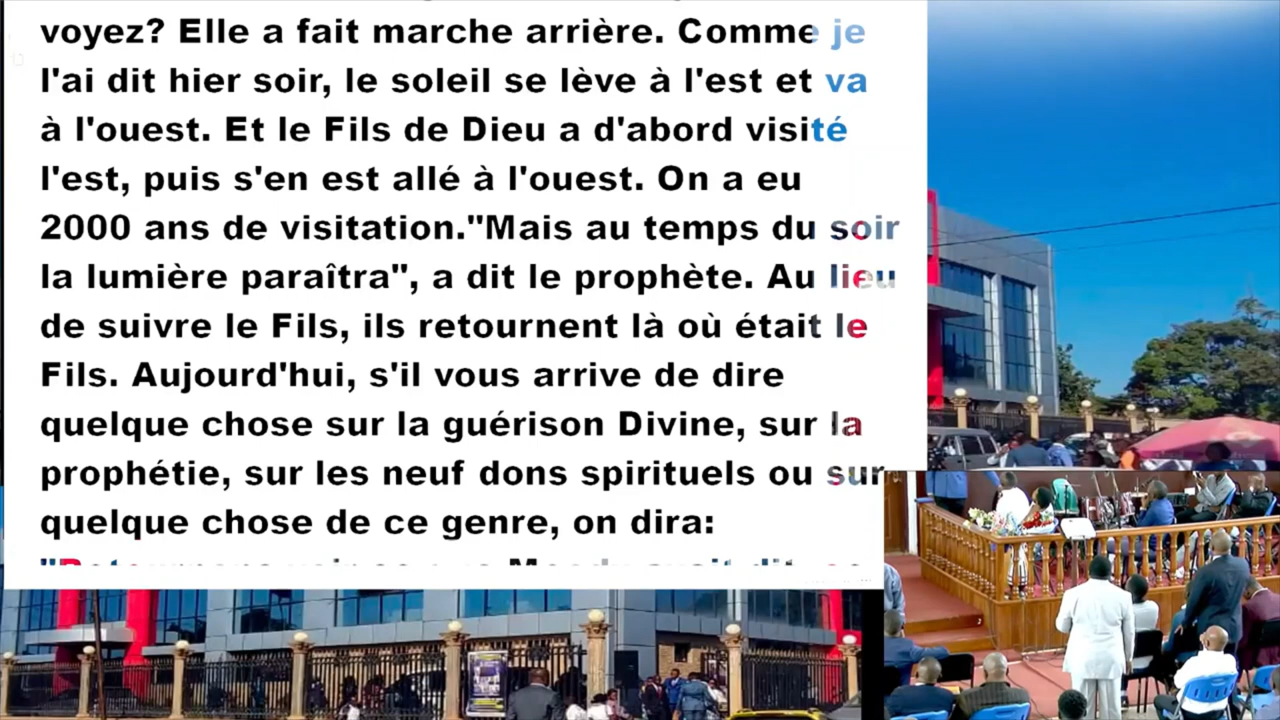 voyez? Elle a fait marche arrière. Comme je
l'ai dit hier soir, le soleil se lève à l'est et va
à l'ouest. Et le Fils de Dieu a d'abord visité
l'est, puis s'en est allé à l'ouest. On a eu
2000 ans de visitation."Mais au temps du soir
la lumière paraîtra", a dit le prophète. Au lieu
de suivre le Fils, ils retournent là où était le
Fils. Aujourd'hui, s'il vous arrive de dire
quelque chose sur la guérison Divine, sur la
prophétie, sur les neuf dons spirituels ou sur
quelque chose de ce genre, on dira: